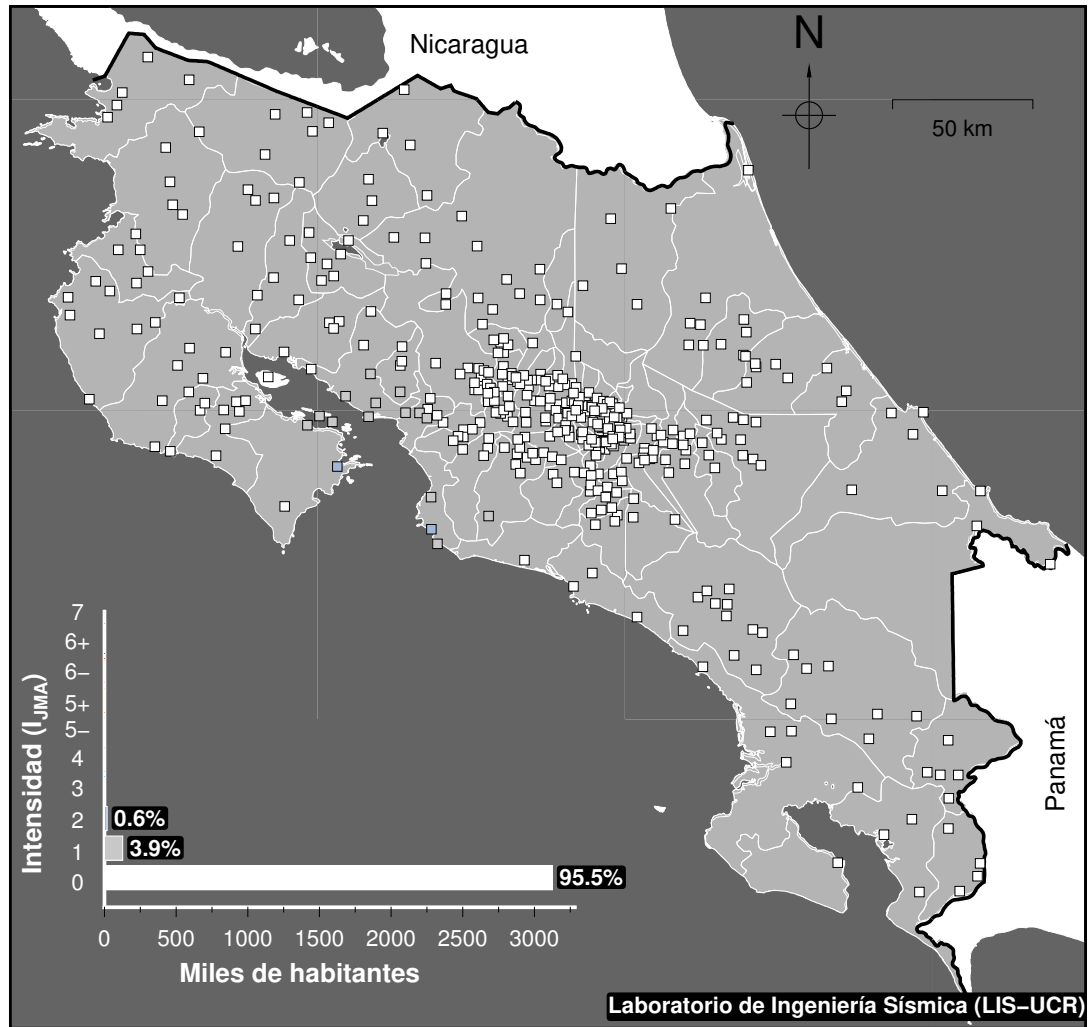 Nicaragua
N
50 km
Panamá
Intensidad (I_JMA)
7
6+
6−
5+
5−
4
3
2
0.6%
1
3.9%
0
95.5%
0 500 1000 1500 2000 2500 3000
Miles de habitantes
Laboratorio de Ingeniería Sísmica (LIS−UCR)